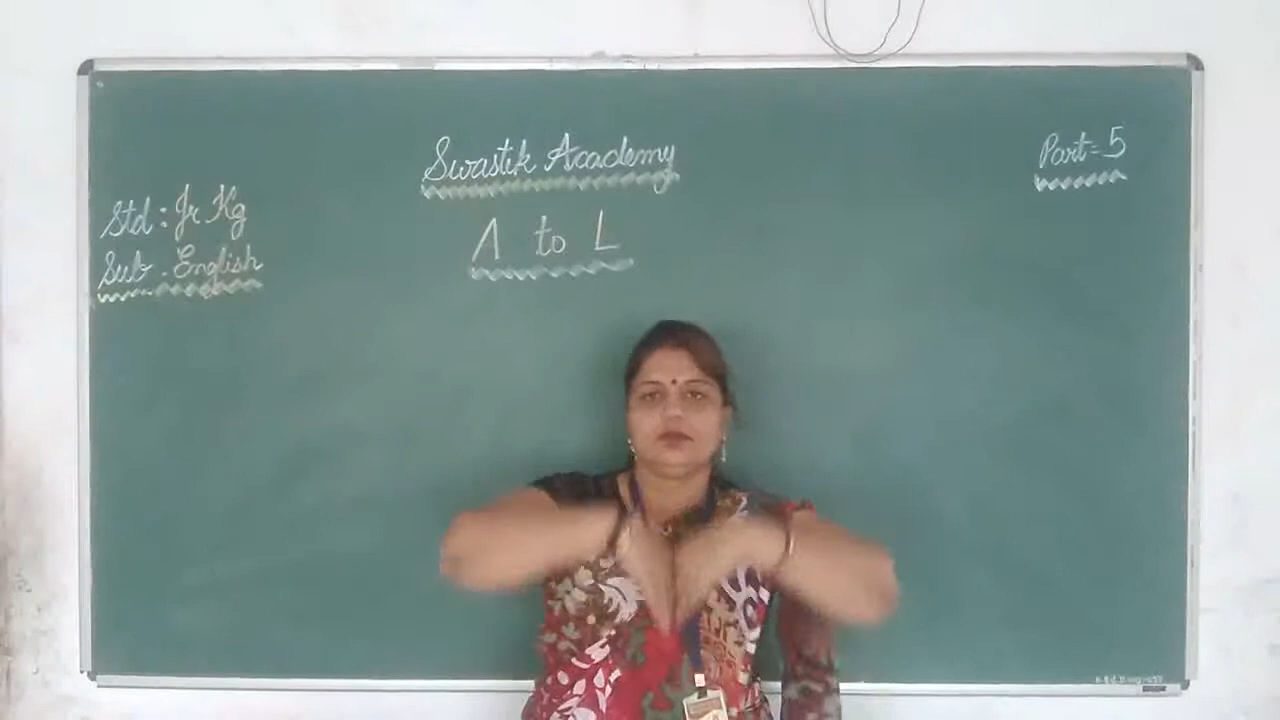 Swastik Academy
Part=5
Std: Jr Kg
Λ to L
Sub. English